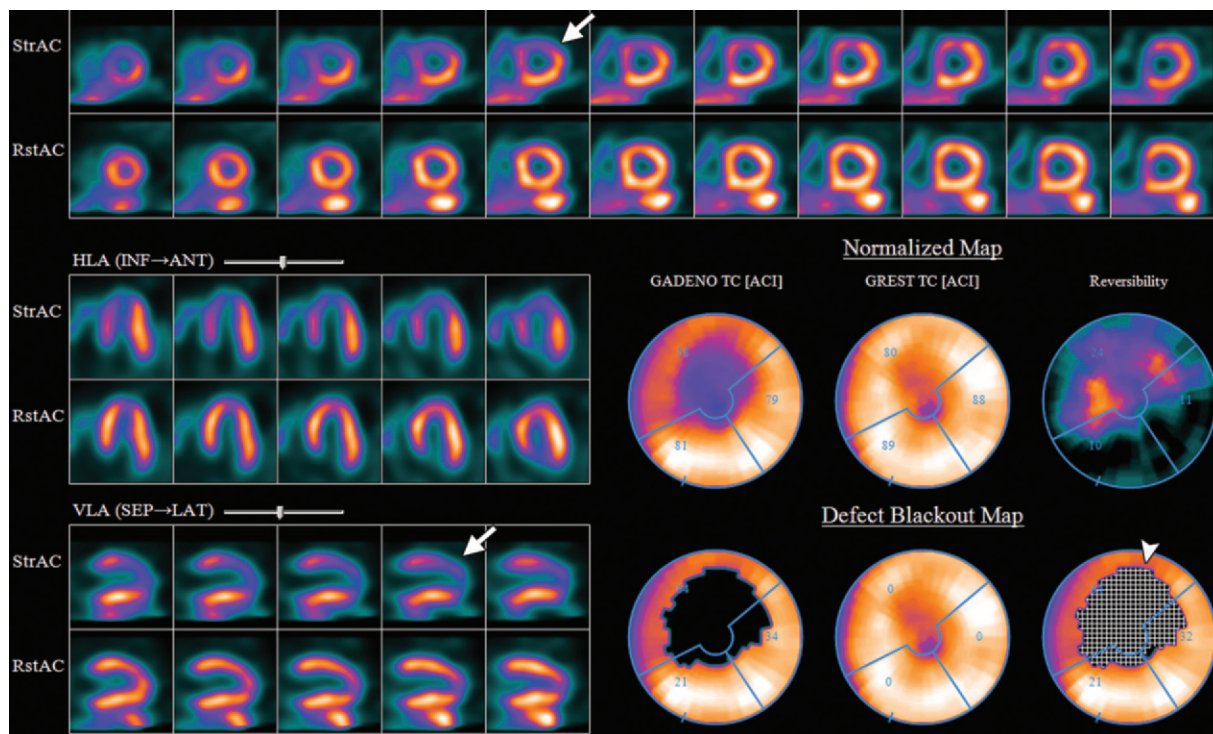 StrAC
RstAC
HLA (INF→ANT)
StrAC
RstAC
VLA (SEP→LAT)
StrAC
RstAC
Normalized Map
GADENO TC [ACI]
GREST TC [ACI]
Reversibility
79
81
80
88
89
24
11
10
Defect Blackout Map
34
21
0
0
0
32
21